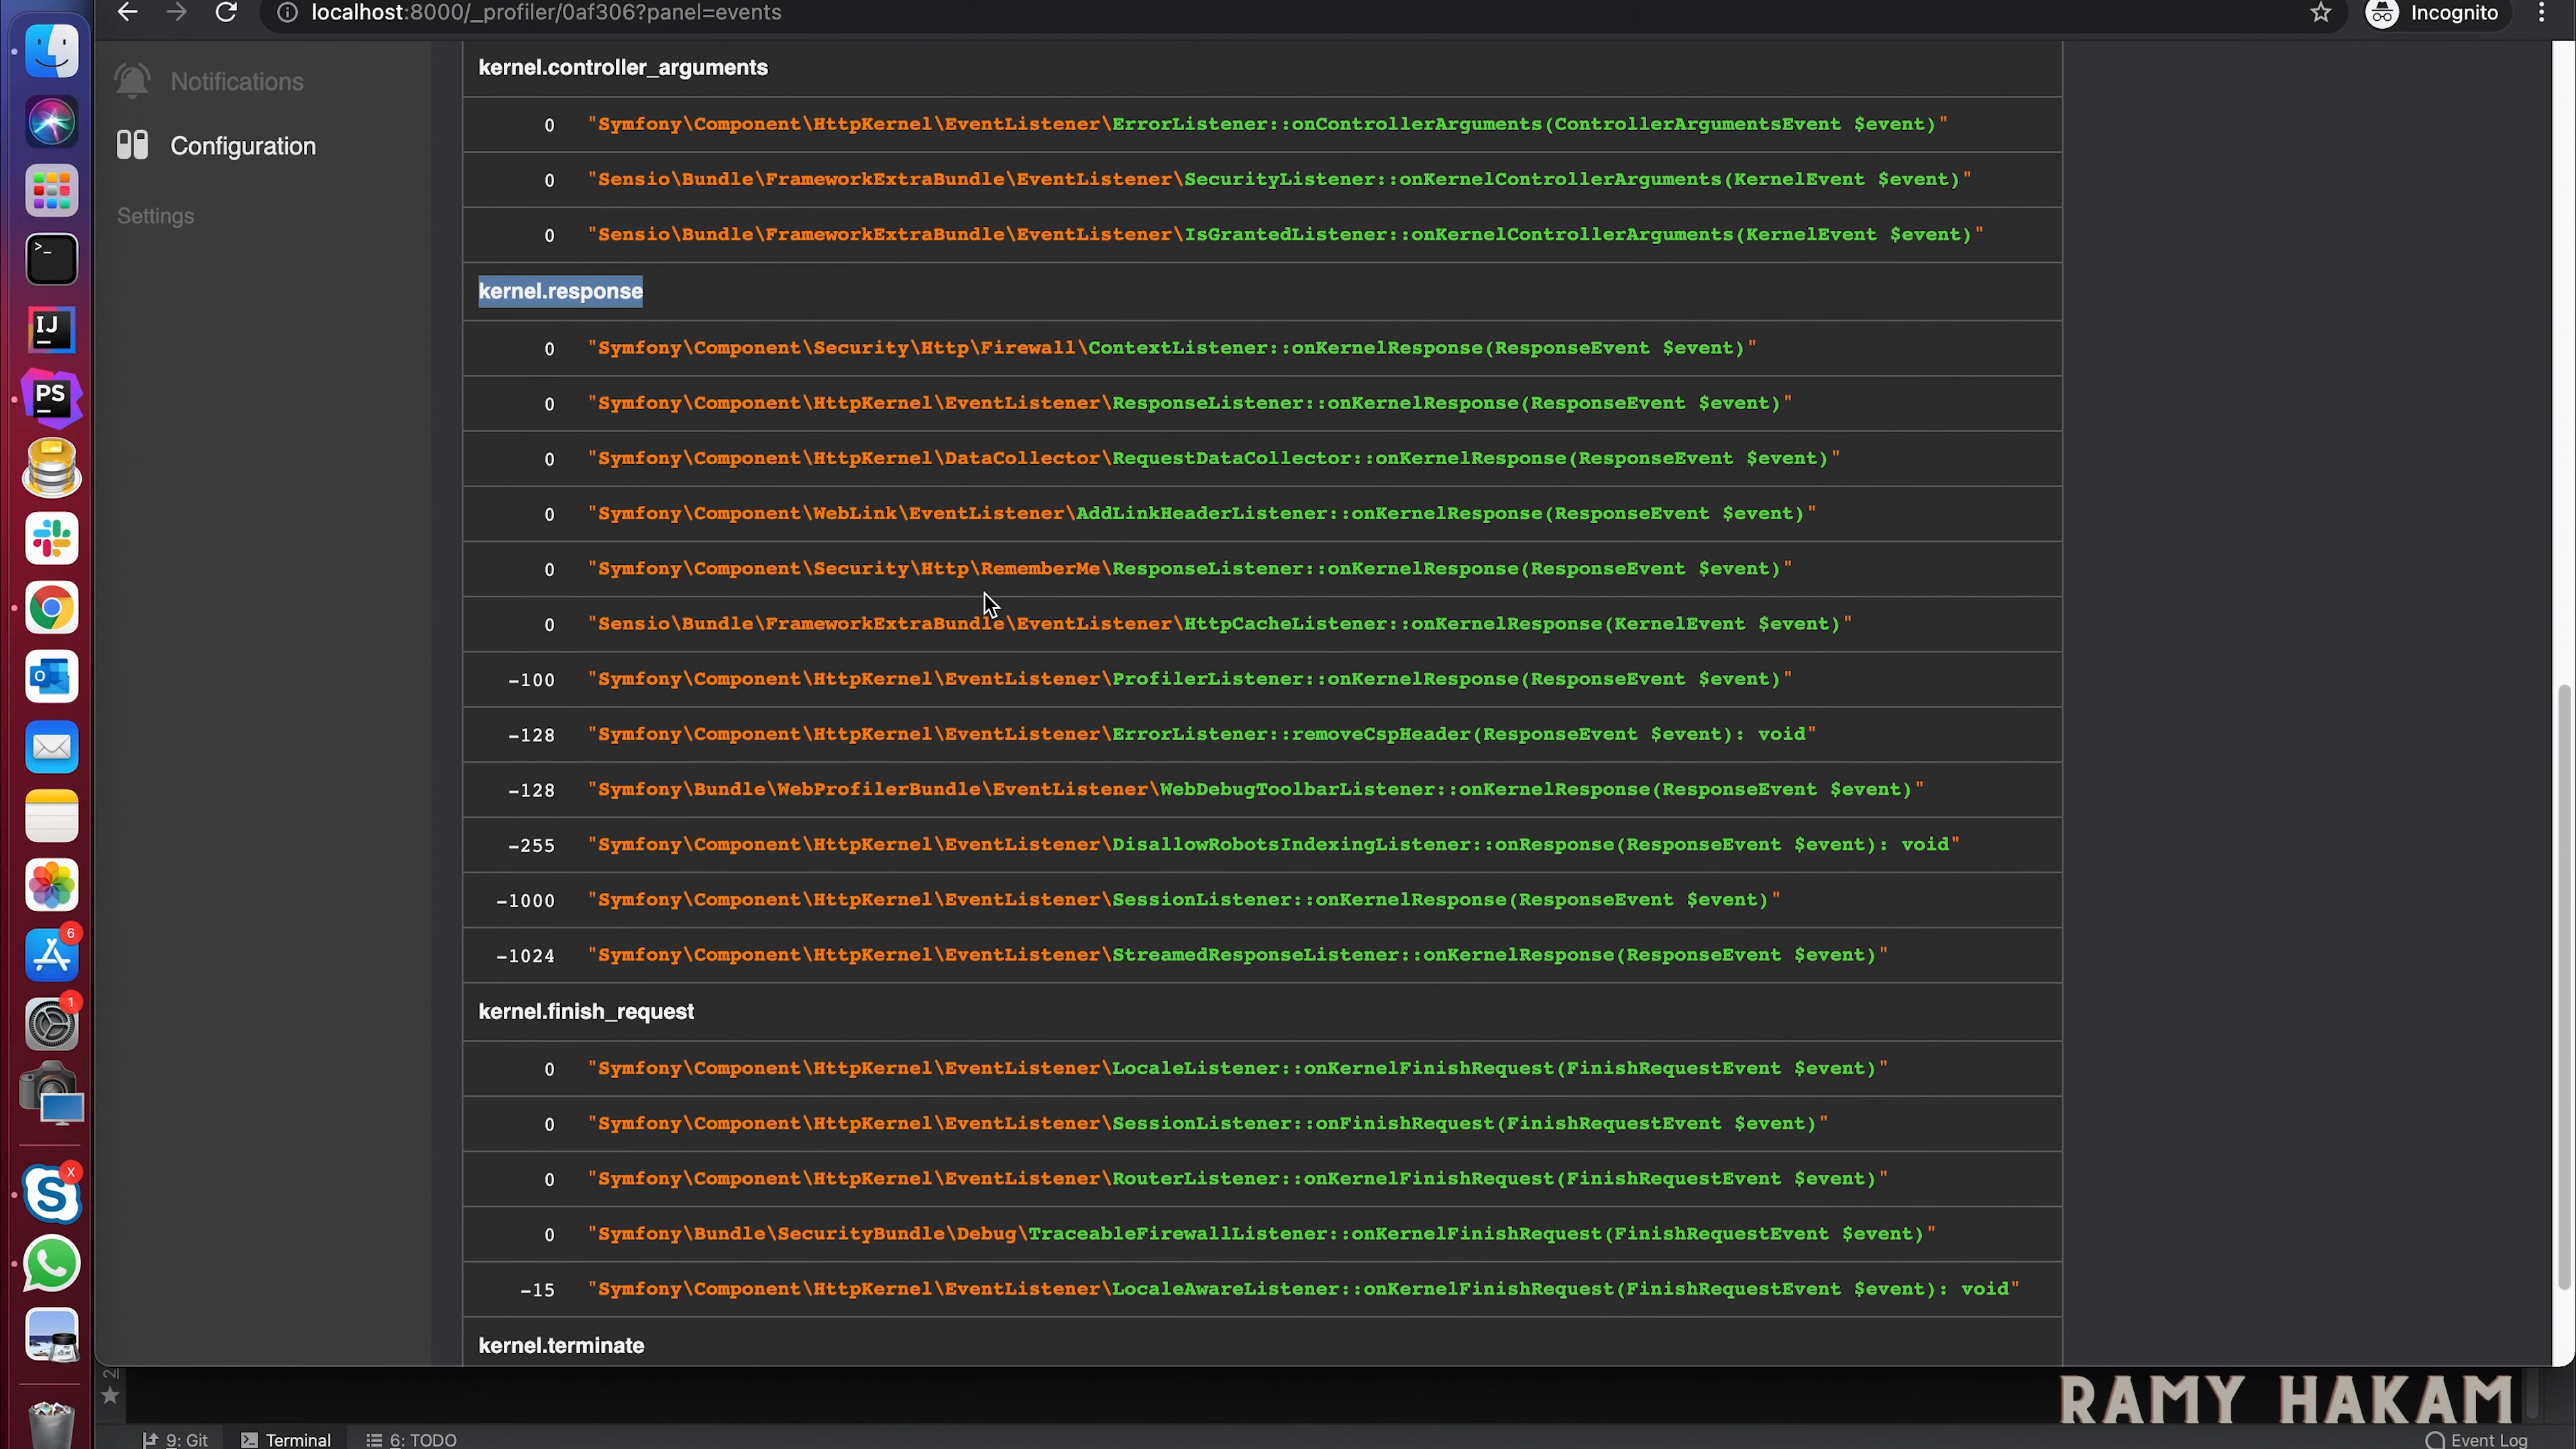 localhost:8000/_profiler/0af306?panel=events
Incognito
Notifications
Configuration
Settings
kernel.controller_arguments
0 "Symfony\Component\HttpKernel\EventListener\ErrorListener::onControllerArguments(ControllerArgumentsEvent $event)"
0 "Sensio\Bundle\FrameworkExtraBundle\EventListener\SecurityListener::onKernelControllerArguments(KernelEvent $event)"
0 "Sensio\Bundle\FrameworkExtraBundle\EventListener\IsGrantedListener::onKernelControllerArguments(KernelEvent $event)"
kernel.response
0 "Symfony\Component\Security\Http\Firewall\ContextListener::onKernelResponse(ResponseEvent $event)"
0 "Symfony\Component\HttpKernel\EventListener\ResponseListener::onKernelResponse(ResponseEvent $event)"
0 "Symfony\Component\HttpKernel\DataCollector\RequestDataCollector::onKernelResponse(ResponseEvent $event)"
0 "Symfony\Component\WebLink\EventListener\AddLinkHeaderListener::onKernelResponse(ResponseEvent $event)"
0 "Symfony\Component\Security\Http\RememberMe\ResponseListener::onKernelResponse(ResponseEvent $event)"
0 "Sensio\Bundle\FrameworkExtraBundle\EventListener\HttpCacheListener::onKernelResponse(KernelEvent $event)"
-100 "Symfony\Component\HttpKernel\EventListener\ProfilerListener::onKernelResponse(ResponseEvent $event)"
-128 "Symfony\Component\HttpKernel\EventListener\ErrorListener::removeCspHeader(ResponseEvent $event): void"
-128 "Symfony\Bundle\WebProfilerBundle\EventListener\WebDebugToolbarListener::onKernelResponse(ResponseEvent $event)"
-255 "Symfony\Component\HttpKernel\EventListener\DisallowRobotsIndexingListener::onResponse(ResponseEvent $event): void"
-1000 "Symfony\Component\HttpKernel\EventListener\SessionListener::onKernelResponse(ResponseEvent $event)"
-1024 "Symfony\Component\HttpKernel\EventListener\StreamedResponseListener::onKernelResponse(ResponseEvent $event)"
kernel.finish_request
0 "Symfony\Component\HttpKernel\EventListener\LocaleListener::onKernelFinishRequest(FinishRequestEvent $event)"
0 "Symfony\Component\HttpKernel\EventListener\SessionListener::onFinishRequest(FinishRequestEvent $event)"
0 "Symfony\Component\HttpKernel\EventListener\RouterListener::onKernelFinishRequest(FinishRequestEvent $event)"
0 "Symfony\Bundle\SecurityBundle\Debug\TraceableFirewallListener::onKernelFinishRequest(FinishRequestEvent $event)"
-15 "Symfony\Component\HttpKernel\EventListener\LocaleAwareListener::onKernelFinishRequest(FinishRequestEvent $event): void"
kernel.terminate
RAMY HAKAM
9: Git
Terminal
6: TODO
Event Log
IJ
PS
6
1
X